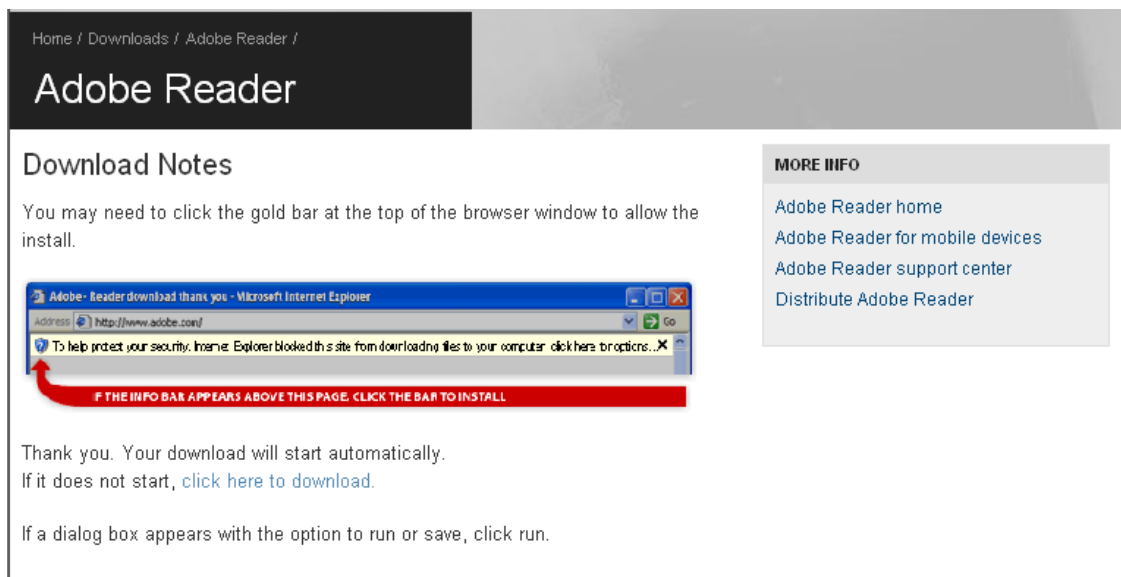 Home / Downloads / Adobe Reader /
Adobe Reader
Download Notes
You may need to click the gold bar at the top of the browser window to allow the
install.
Adobe - Reader download thank you - Microsoft Internet Explorer
Address http://www.adobe.com/ Go
To help protect your security, Internet Explorer blocked this site from downloading files to your computer. click here for options...
IF THE INFO BAR APPEARS ABOVE THIS PAGE, CLICK THE BAR TO INSTALL
Thank you. Your download will start automatically.
If it does not start, click here to download.
If a dialog box appears with the option to run or save, click run.
MORE INFO
Adobe Reader home
Adobe Reader for mobile devices
Adobe Reader support center
Distribute Adobe Reader